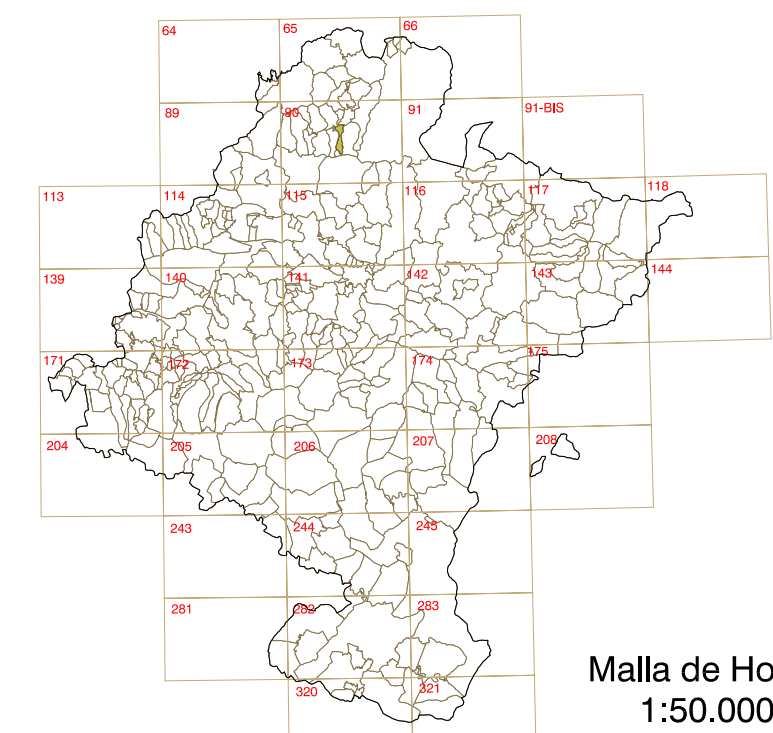 64 65 66
89 90 91 91-BIS
113 114 115 116 117 118
139 140 141 142 143 144
171 172 173 174 175
204 205 206 207 208
243 244 245
281 282 283
320 321
Malla de Ho
1:50.000